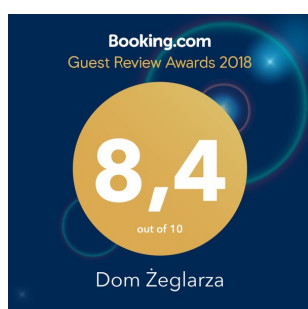 Booking.com
Guest Review Awards 2018
8,4
out of 10
Dom Żeglarza